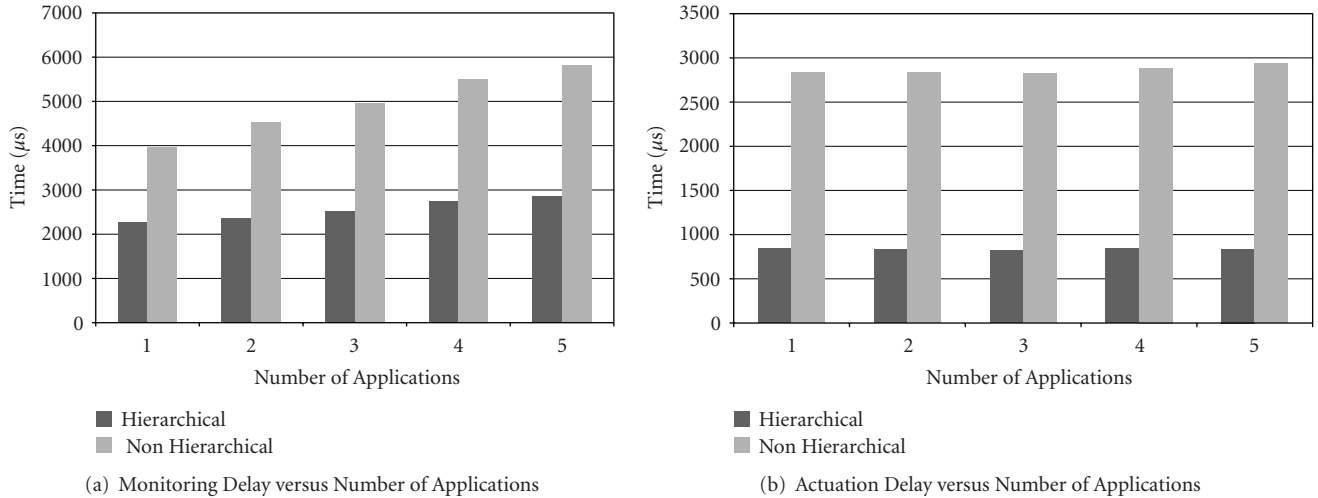 7000
6000
5000
4000
3000
2000
1000
0
Time (µs)
1 2 3 4 5
Number of Applications
Hierarchical
Non Hierarchical
(a) Monitoring Delay versus Number of Applications
3500
3000
2500
2000
1500
1000
500
0
Time (µs)
1 2 3 4 5
Number of Applications
Hierarchical
Non Hierarchical
(b) Actuation Delay versus Number of Applications